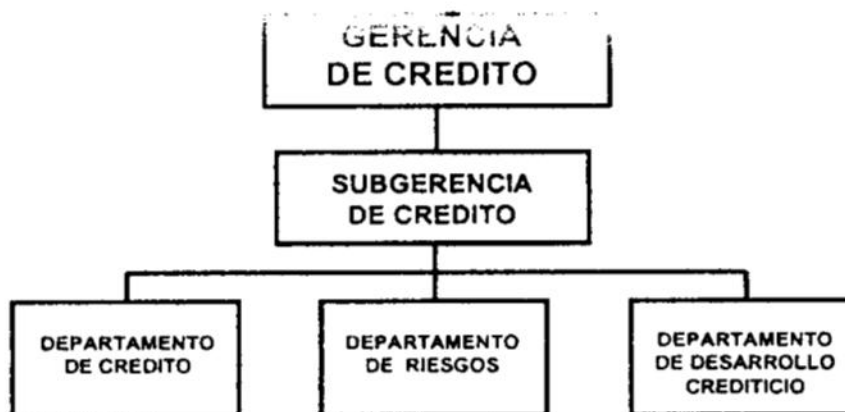 GERENCIA
DE CREDITO
SUBGERENCIA
DE CREDITO
DEPARTAMENTO
DE CREDITO
DEPARTAMENTO
DE RIESGOS
DEPARTAMENTO
DE DESARROLLO
CREDITICIO